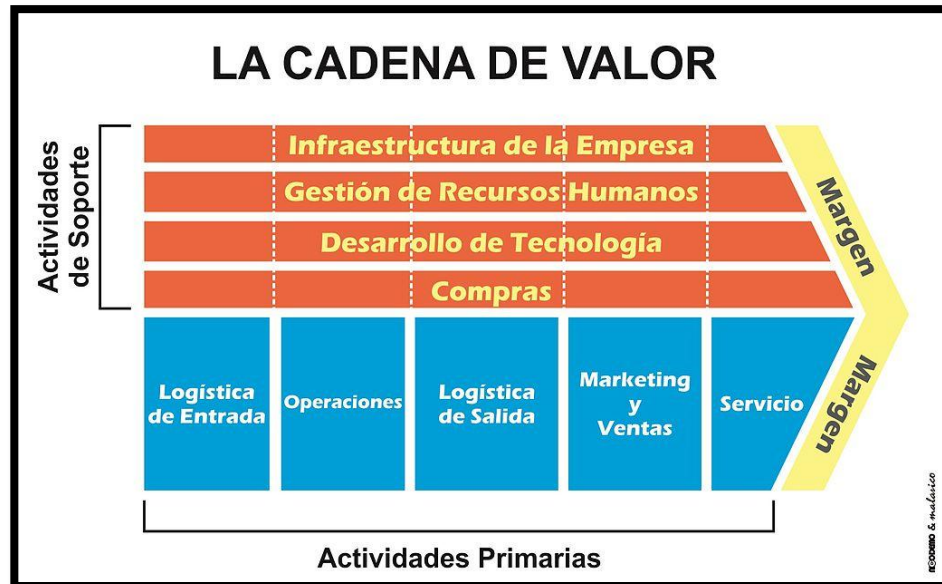 LA CADENA DE VALOR
Actividades
de Soporte
Infraestructura de la Empresa
Gestión de Recursos Humanos
Desarrollo de Tecnología
Compras
Margen
Logística
de Entrada
Operaciones
Logística
de Salida
Marketing
y
Ventas
Servicio
Margen
Actividades Primarias
& malasico